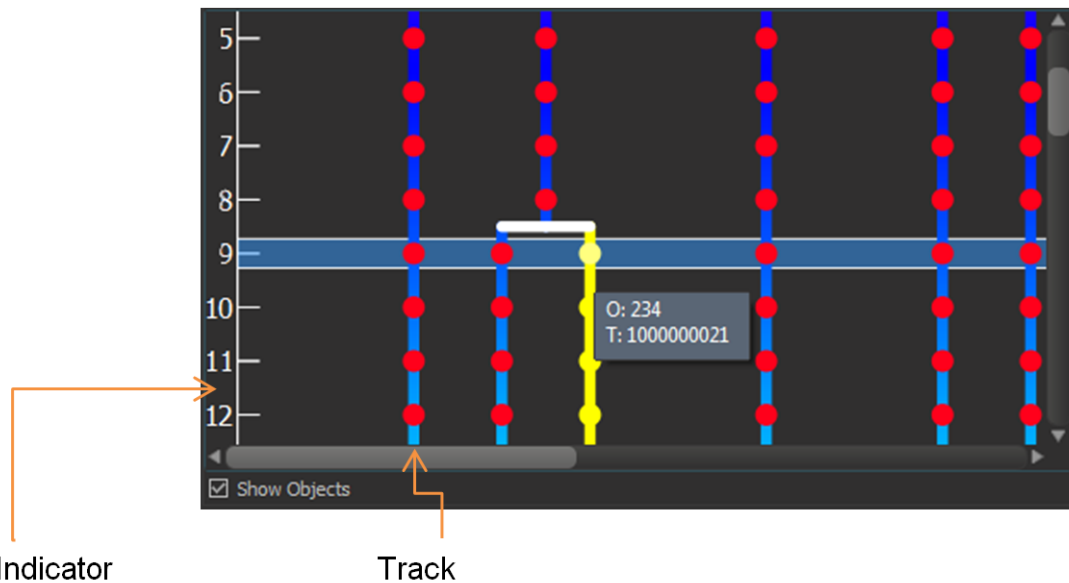 5
6
7
8
9
10
11
12
O: 234
T: 1000000021
Show Objects
Indicator
Track